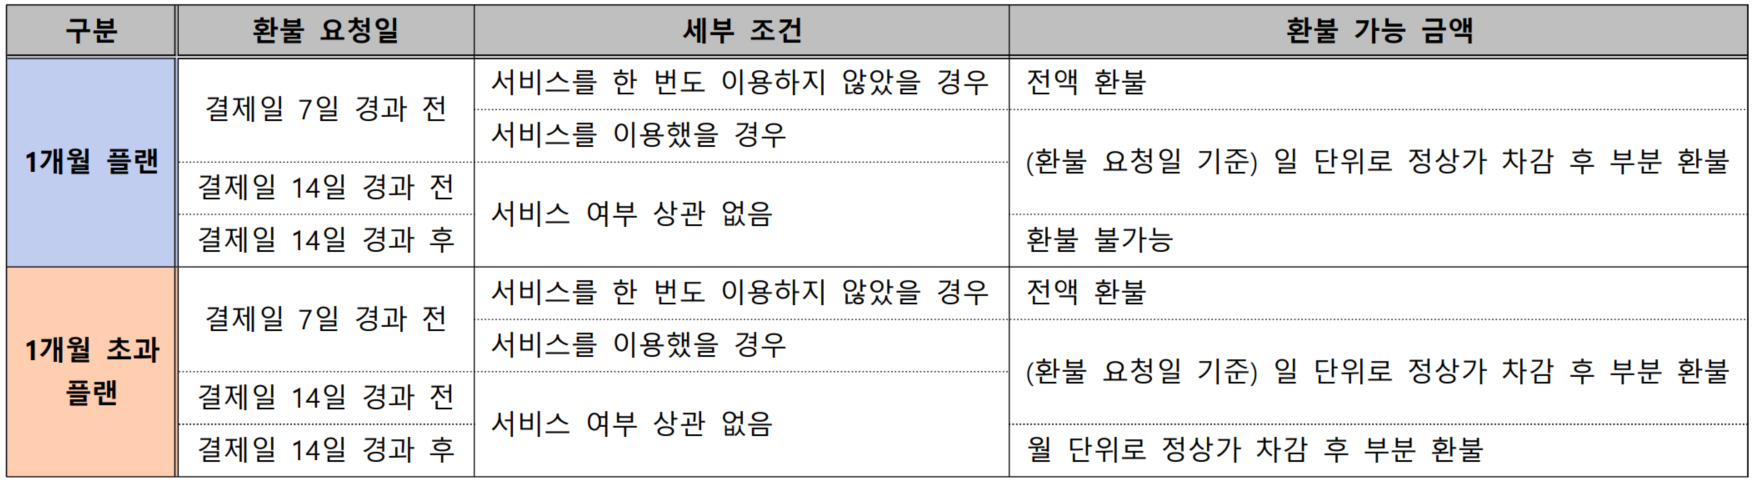 구분 환불 요청일 세부 조건 환불 가능 금액
1개월 플랜
결제일 7일 경과 전
서비스를 한 번도 이용하지 않았을 경우
전액 환불
서비스를 이용했을 경우
(환불 요청일 기준) 일 단위로 정상가 차감 후 부분 환불
결제일 14일 경과 전
서비스 여부 상관 없음
결제일 14일 경과 후
환불 불가능
1개월 초과
플랜
결제일 7일 경과 전
서비스를 한 번도 이용하지 않았을 경우
전액 환불
서비스를 이용했을 경우
(환불 요청일 기준) 일 단위로 정상가 차감 후 부분 환불
결제일 14일 경과 전
서비스 여부 상관 없음
결제일 14일 경과 후
월 단위로 정상가 차감 후 부분 환불